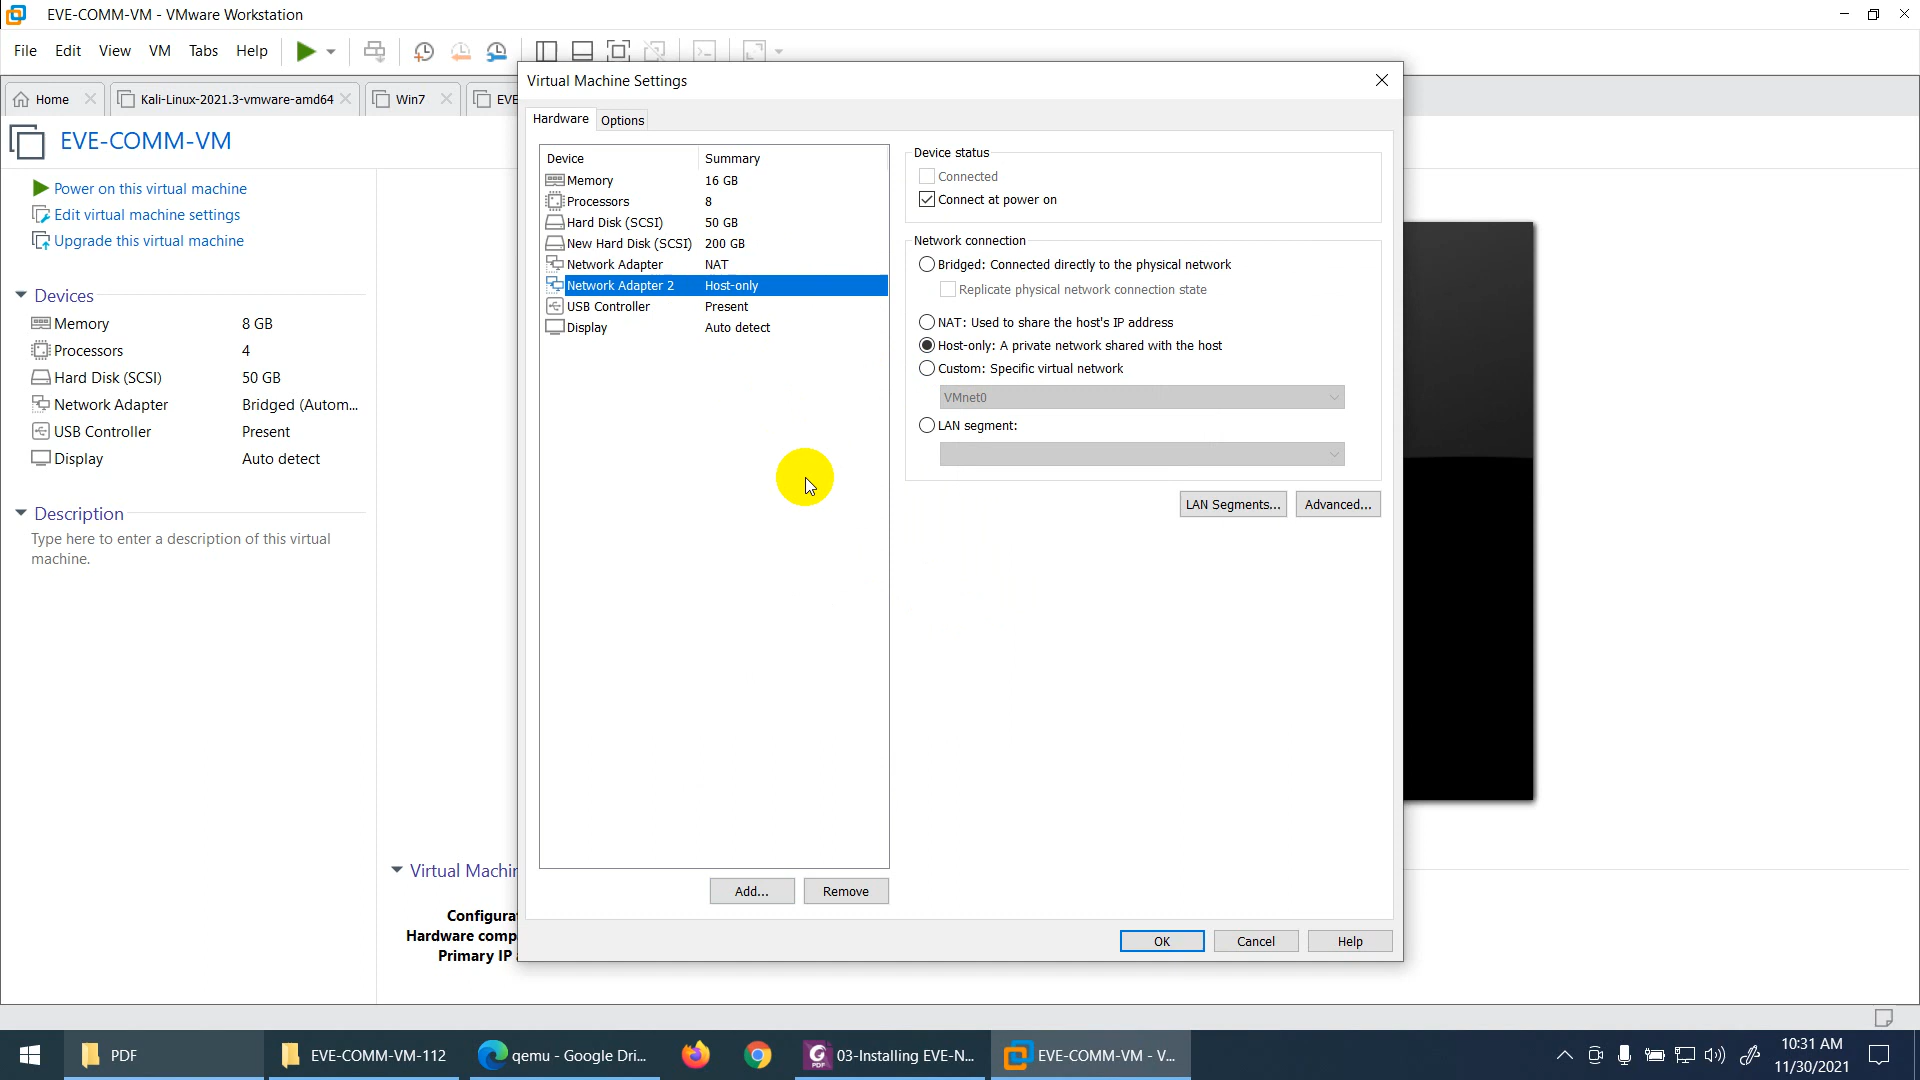 EVE-COMM-VM - VMware Workstation
File Edit View VM Tabs Help
Virtual Machine Settings
Home Kali-Linux-2021.3-vmware-amd64 Win7 EVE
EVE-COMM-VM
Power on this virtual machine
Edit virtual machine settings
Upgrade this virtual machine
Devices
Memory 8 GB
Processors 4
Hard Disk (SCSI) 50 GB
Network Adapter Bridged (Autom...
USB Controller Present
Display Auto detect
Description
Type here to enter a description of this virtual
machine.
Virtual Machin
Configura
Hardware comp
Primary IP
Hardware Options
Device Summary
Memory 16 GB
Processors 8
Hard Disk (SCSI) 50 GB
New Hard Disk (SCSI) 200 GB
Network Adapter NAT
Network Adapter 2 Host-only
USB Controller Present
Display Auto detect
Add... Remove
Device status
Connected
Connect at power on
Network connection
Bridged: Connected directly to the physical network
Replicate physical network connection state
NAT: Used to share the host's IP address
Host-only: A private network shared with the host
Custom: Specific virtual network
VMnet0
LAN segment:
LAN Segments... Advanced...
OK Cancel Help
PDF EVE-COMM-VM-112 qemu - Google Dri... PDF 03-Installing EVE-N... EVE-COMM-VM - V...
10:31 AM
11/30/2021